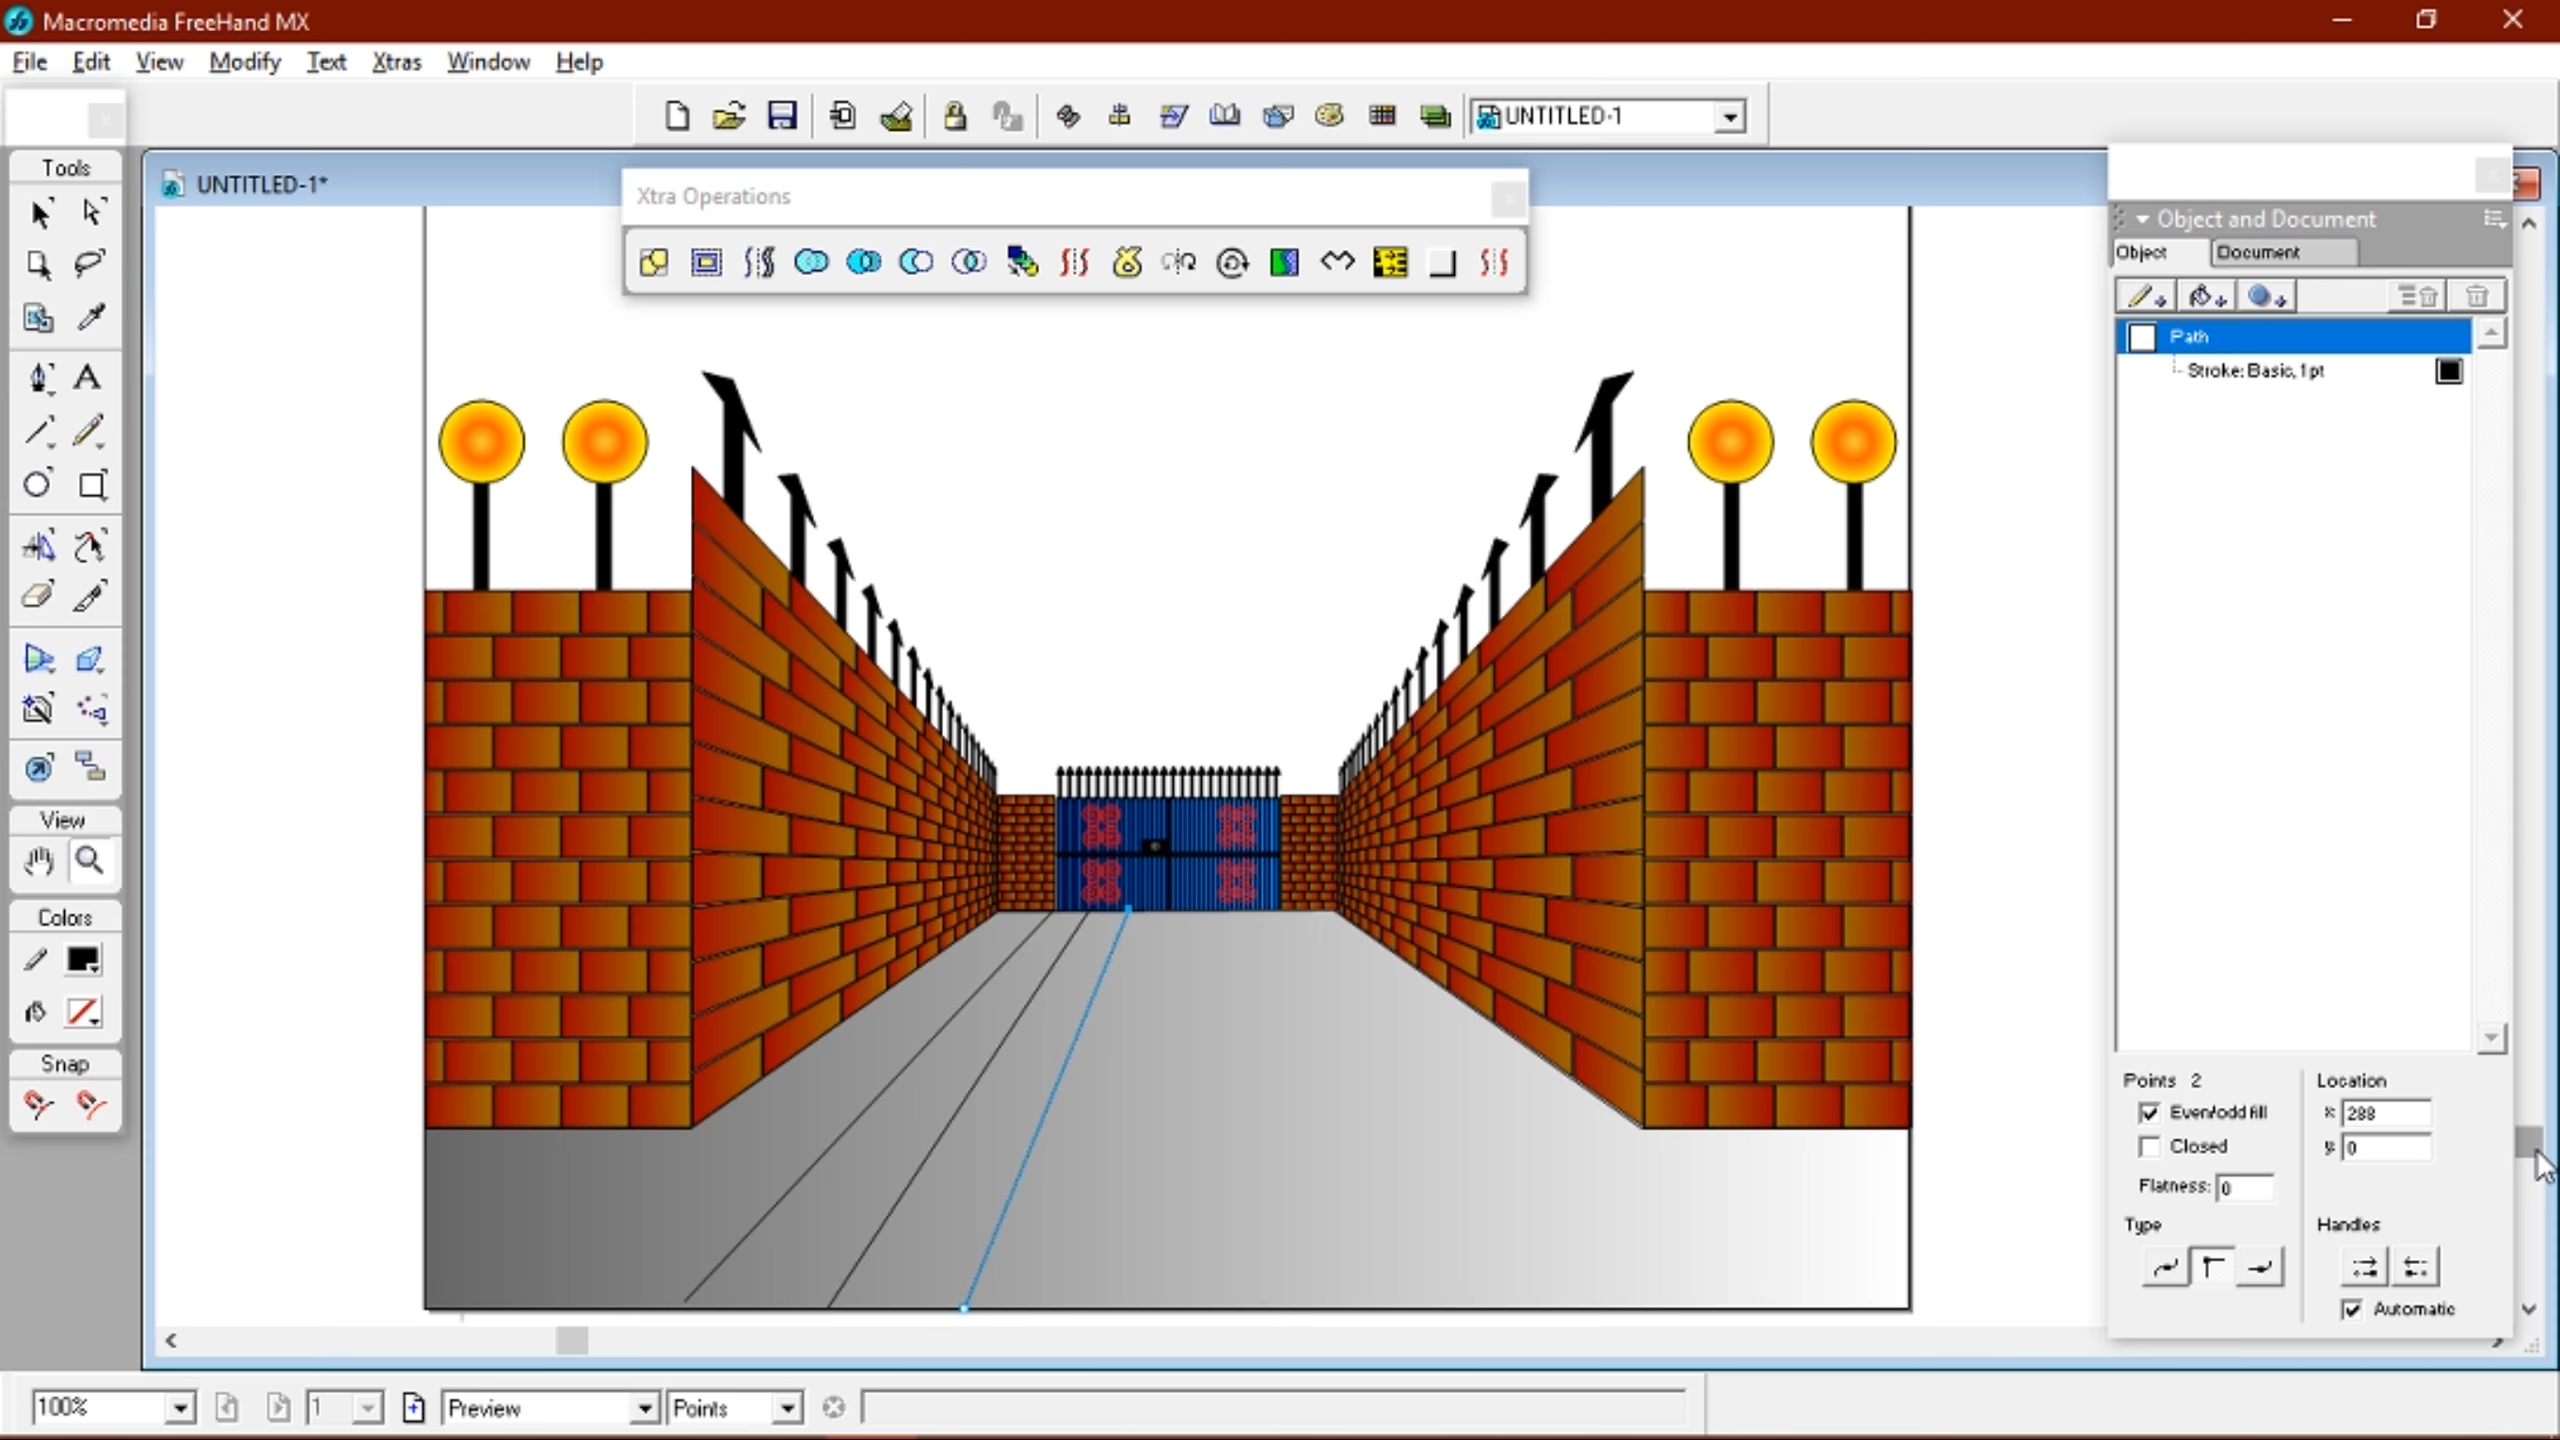 Macromedia FreeHand MX
File Edit View Modify Text Xtras Window Help
UNTITLED-1
Tools
UNTITLED-1*
Xtra Operations
Object and Document
Object Document
Path
Stroke: Basic, 1pt
View
Colors
Snap
Points 2
Location
Even/odd fill
x: 288
Closed
y: 0
Flatness: 0
Type
Handles
Automatic
100%
1
Preview
Points